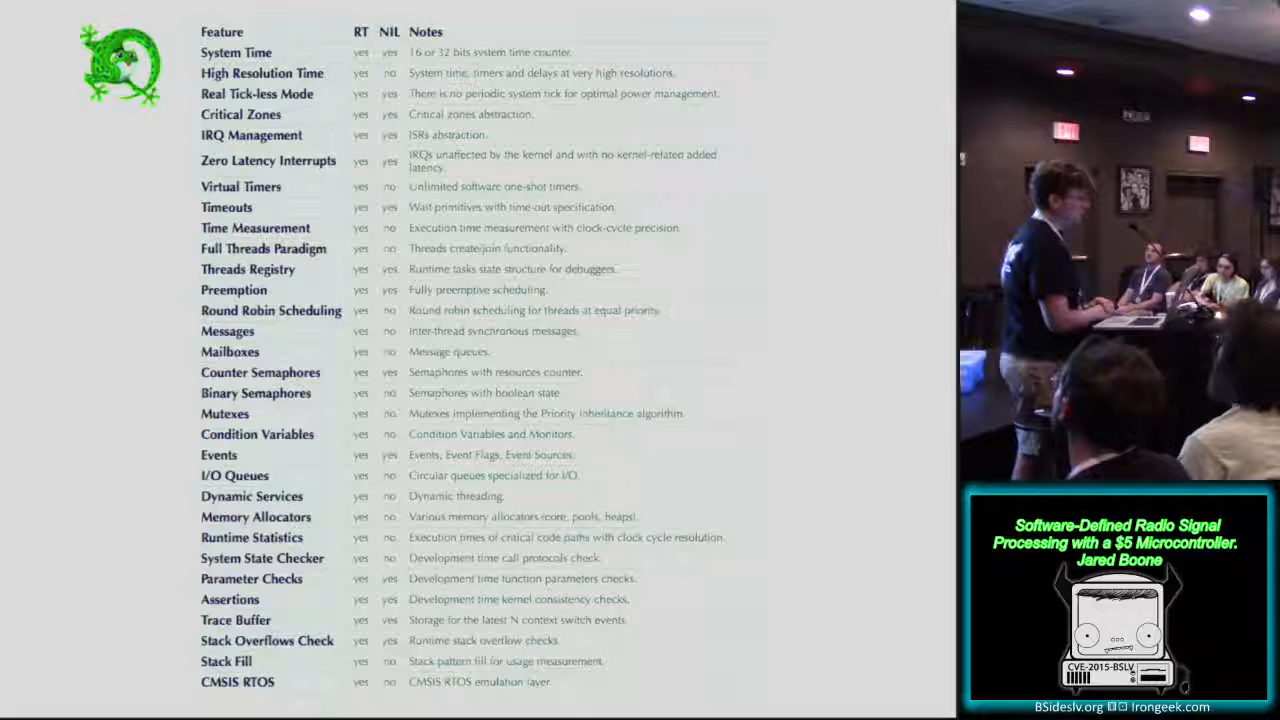 Feature RT NIL Notes
System Time yes yes 16 or 32 bits system time counter.
High Resolution Time yes no System time, timers and delays at very high resolutions.
Real Tick-less Mode yes yes There is no periodic system tick for optimal power management.
Critical Zones yes yes Critical zones abstraction.
IRQ Management yes yes ISRs abstraction.
Zero Latency Interrupts yes yes IRQs unaffected by the kernel and with no kernel-related added
latency.
Virtual Timers yes no Unlimited software one-shot timers.
Timeouts yes yes Wait primitives with time-out specification.
Time Measurement yes no Execution time measurement with clock-cycle precision.
Full Threads Paradigm yes no Threads create/join functionality.
Threads Registry yes yes Runtime tasks state structure for debuggers.
Preemption yes yes Fully preemptive scheduling.
Round Robin Scheduling yes no Round robin scheduling for threads at equal priority.
Messages yes no Inter-thread synchronous messages.
Mailboxes yes no Message queues.
Counter Semaphores yes yes Semaphores with resources counter.
Binary Semaphores yes no Semaphores with boolean state
Mutexes yes no Mutexes implementing the Priority Inheritance algorithm.
Condition Variables yes no Condition Variables and Monitors.
Events yes yes Events, Event Flags, Event Sources.
I/O Queues yes no Circular queues specialized for I/O.
Dynamic Services yes no Dynamic threading.
Memory Allocators yes no Various memory allocators (core, pools, heaps).
Runtime Statistics yes no Execution times of critical code paths with clock cycle resolution.
System State Checker yes no Development time call protocols check.
Parameter Checks yes yes Development time function parameters checks.
Assertions yes yes Development time kernel consistency checks.
Trace Buffer yes yes Storage for the latest N context switch events.
Stack Overflows Check yes yes Runtime stack overflow checks.
Stack Fill yes no Stack pattern fill for usage measurement.
CMSIS RTOS yes no CMSIS RTOS emulation layer.
Software-Defined Radio Signal
Processing with a $5 Microcontroller.
Jared Boone
CVE-2015-BSLV
BSideslv.org Irongeek.com